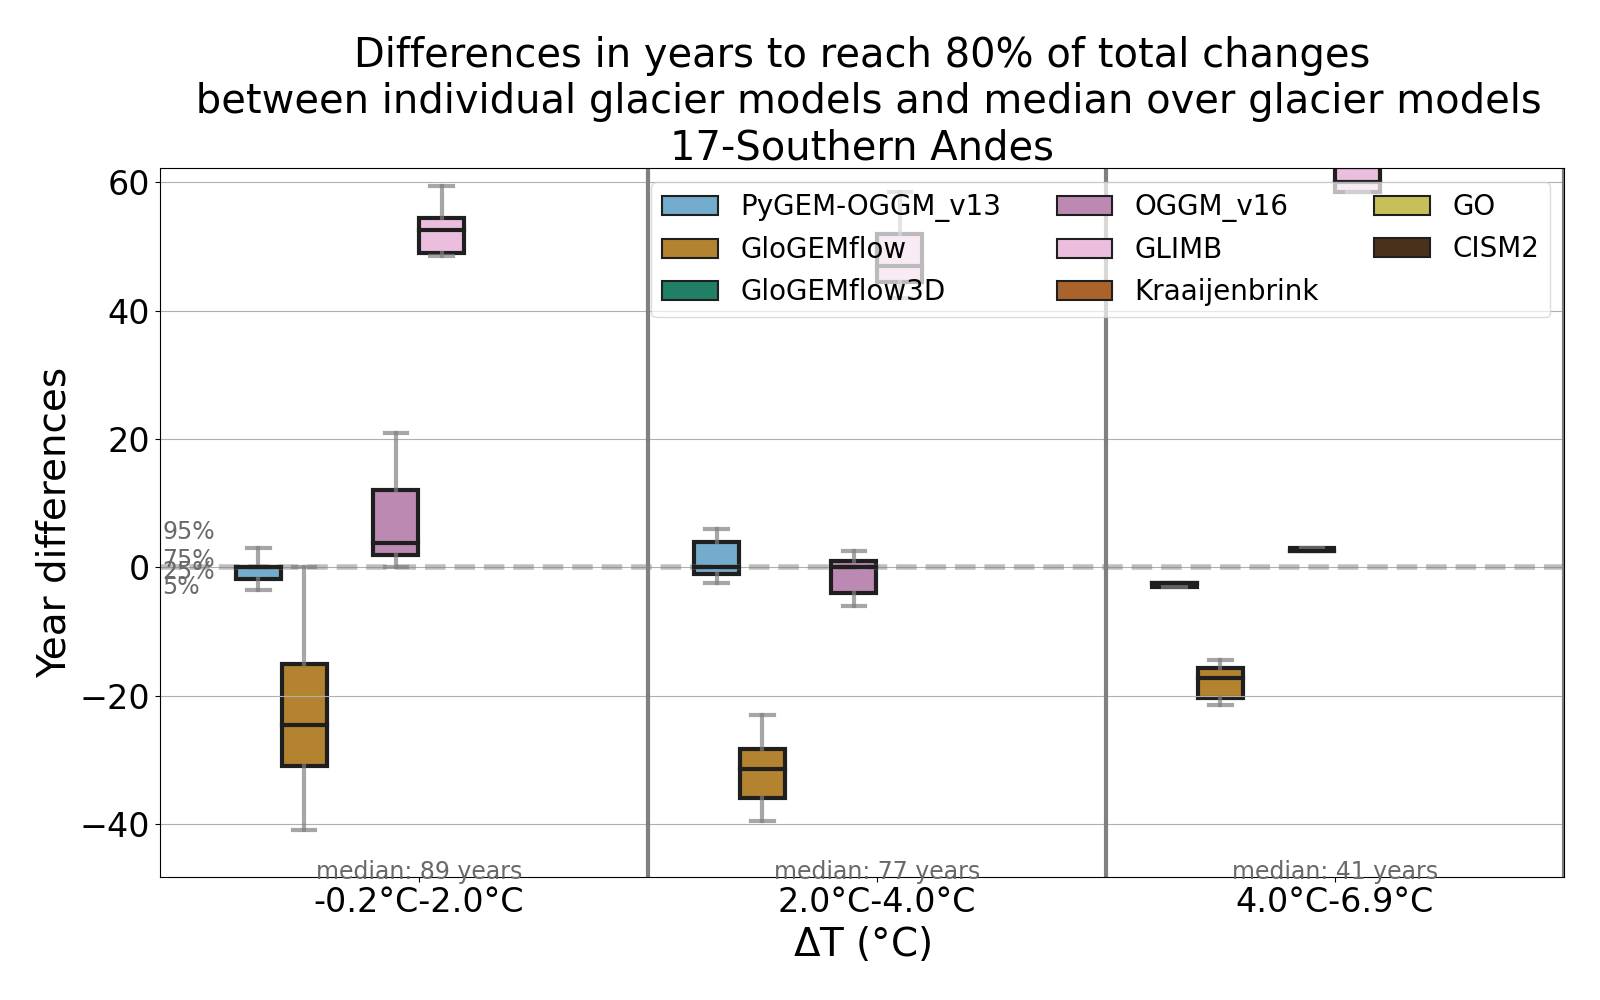 Differences in years to reach 80% of total changes
between individual glacier models and median over glacier models
17-Southern Andes
60
40
20
0
−20
−40
Year differences
95%
75%
25%
5%
PyGEM-OGGM_v13
GloGEMflow
GloGEMflow3D
OGGM_v16
GLIMB
Kraaijenbrink
GO
CISM2
median: 89 years
median: 77 years
median: 41 years
-0.2°C-2.0°C
2.0°C-4.0°C
4.0°C-6.9°C
ΔT (°C)